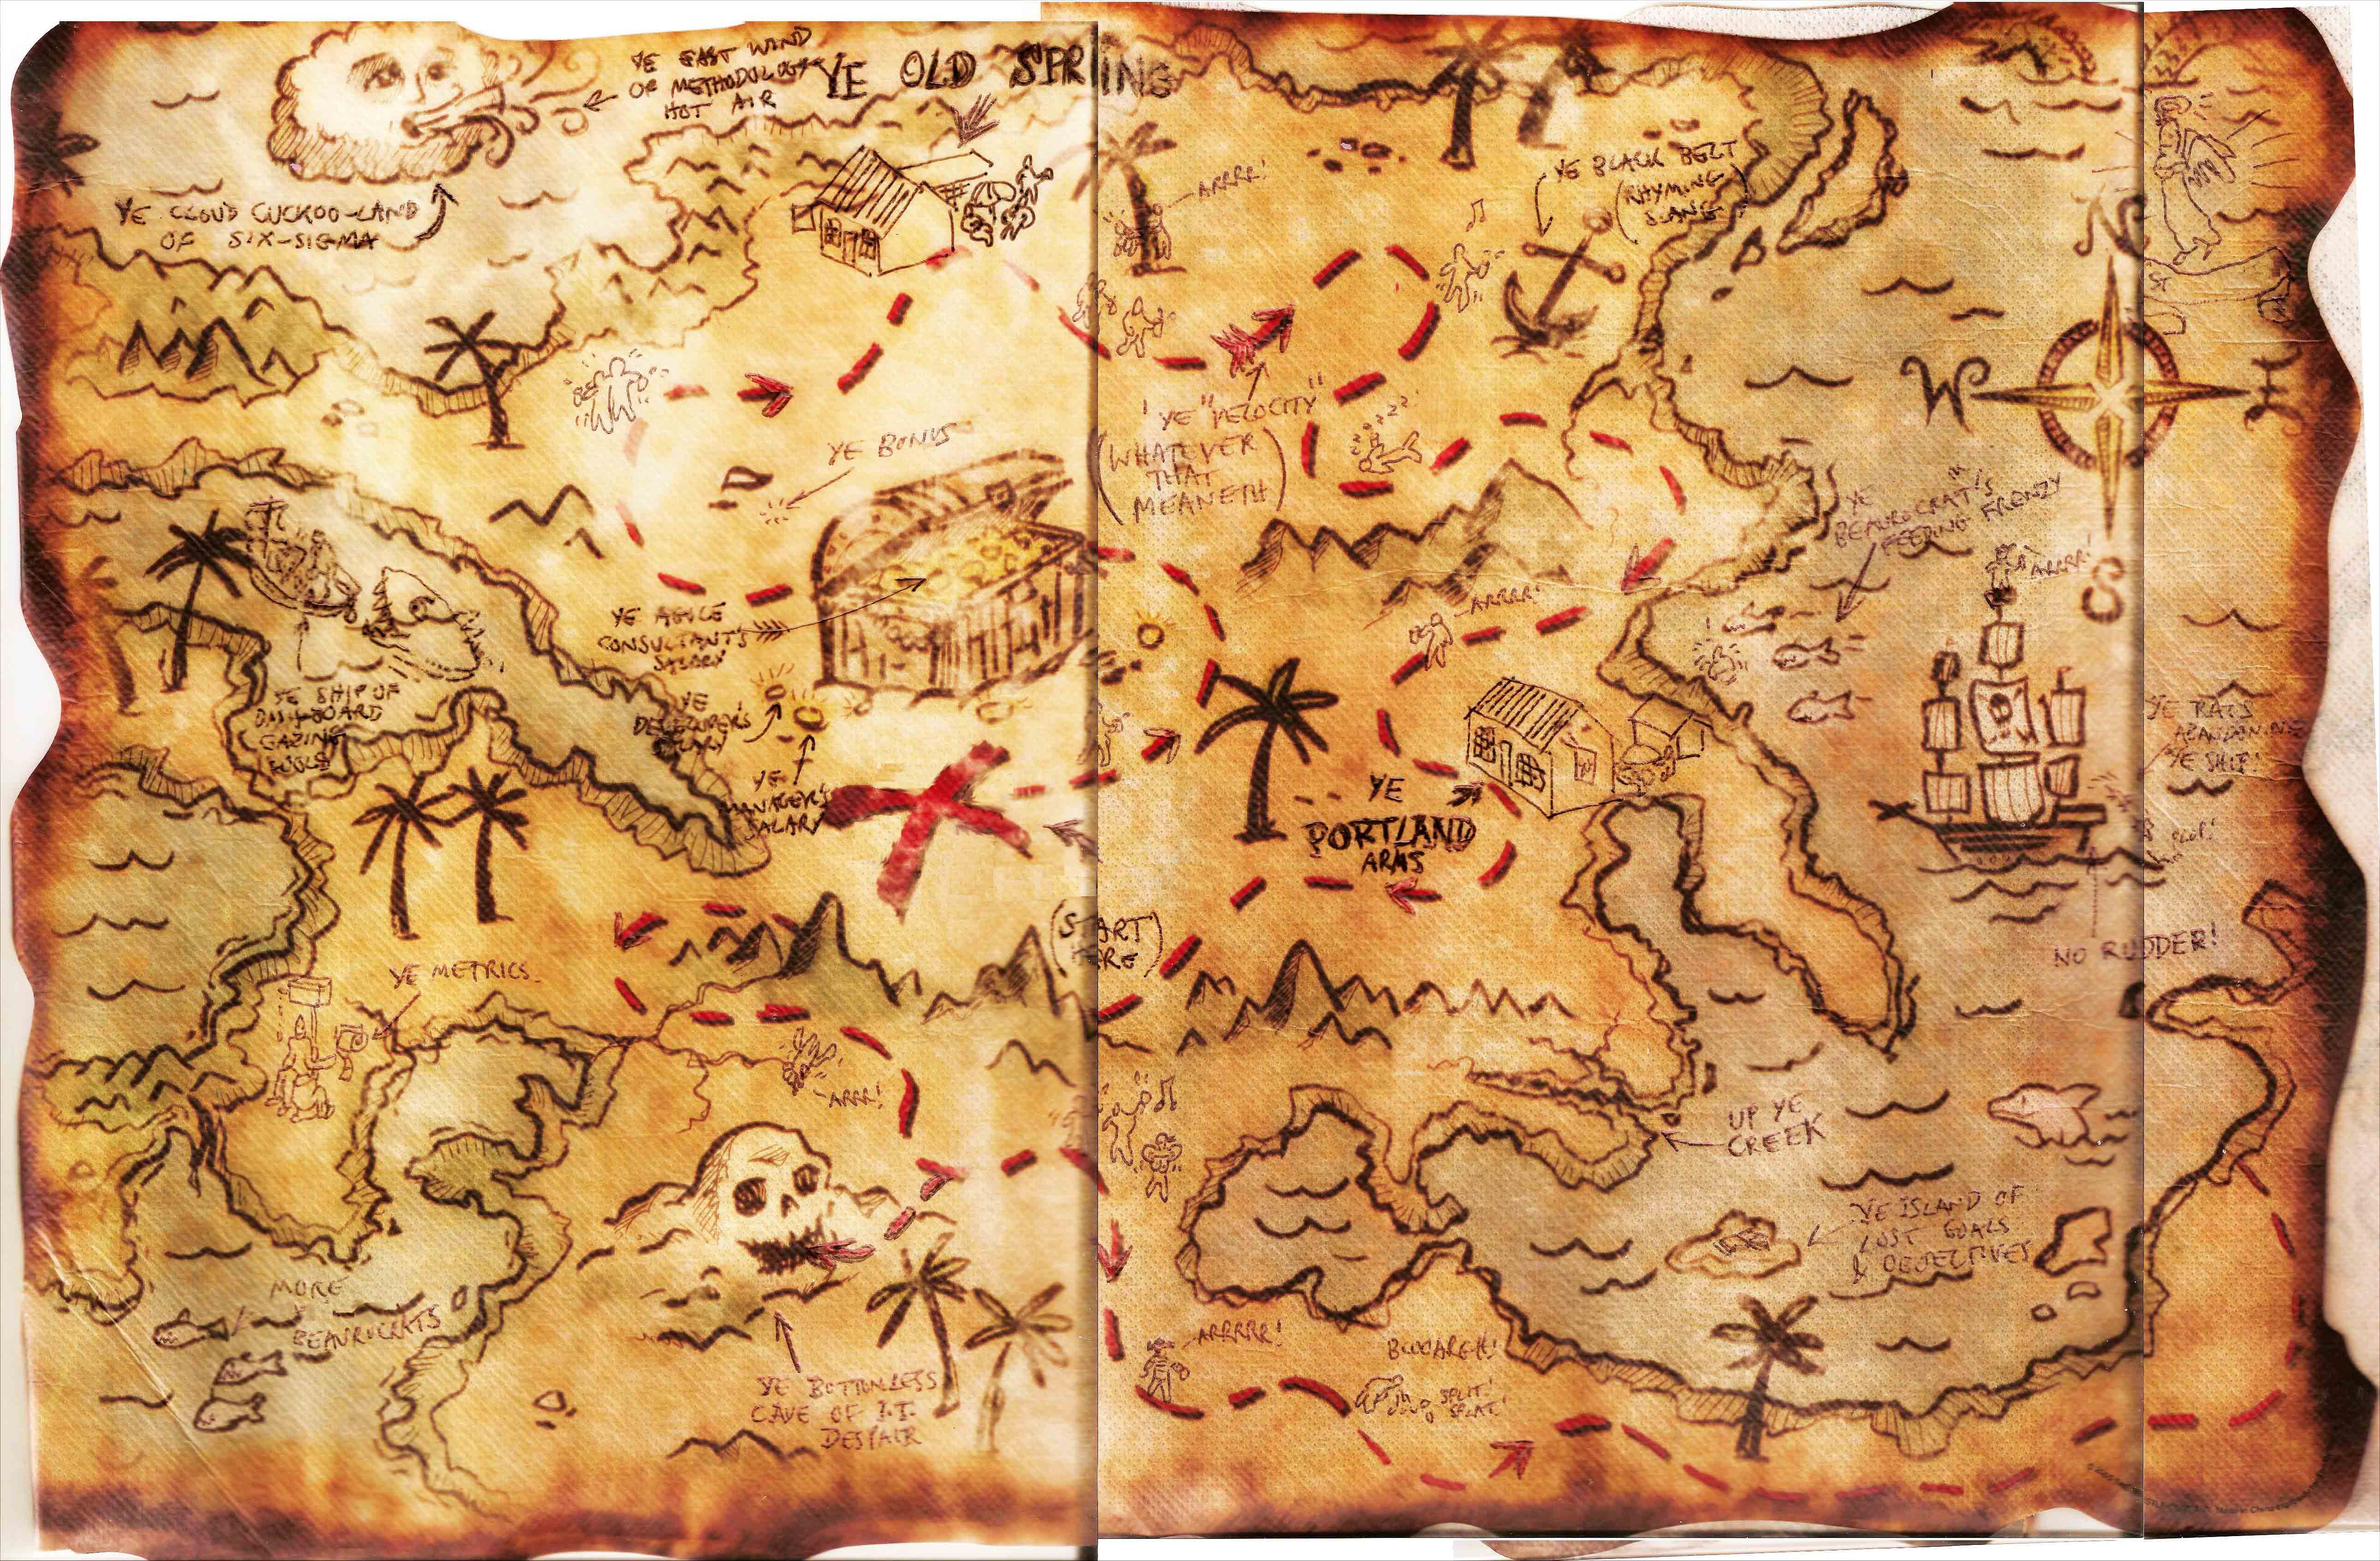 YE EAST WIND
OF METHODOLOGY
HOT AIR
YE OLD SPRING
YE CLOUD CUCKOO-LAND
OF SIX-SIGMA
ARRRR!
YE BLACK BELT
(RHYMING
SLANG)
N
W
E
S
YE BONUS
YE "VELOCITY"
(WHATEVER
THAT
MEANETH)
zzzz
YE
BEAUROCRAT'S
FEEDING FRENZY
ARRRR!
YE AGILE
CONSULTANT'S
SALARY
ARRRR!
YE SHIP OF
DASHBOARD
GAZING
FOOLS
YE
DEVELOPER'S
SALARY
YE
MANAGER'S
SALARY
YE
PORTLAND
ARMS
YE RATS
ABANDONING
YE SHIP!
PLOP!
(START
HERE)
NO RUDDER!
YE METRICS
ARRR!
UP YE
CREEK
YE ISLAND OF
LOST GOALS
& OBJECTIVES
MORE
BEAUROCRATS
ARRRRR!
YE BOTTOMLESS
CAVE OF I.T.
DESPAIR
SPLIT!
SPLAT!